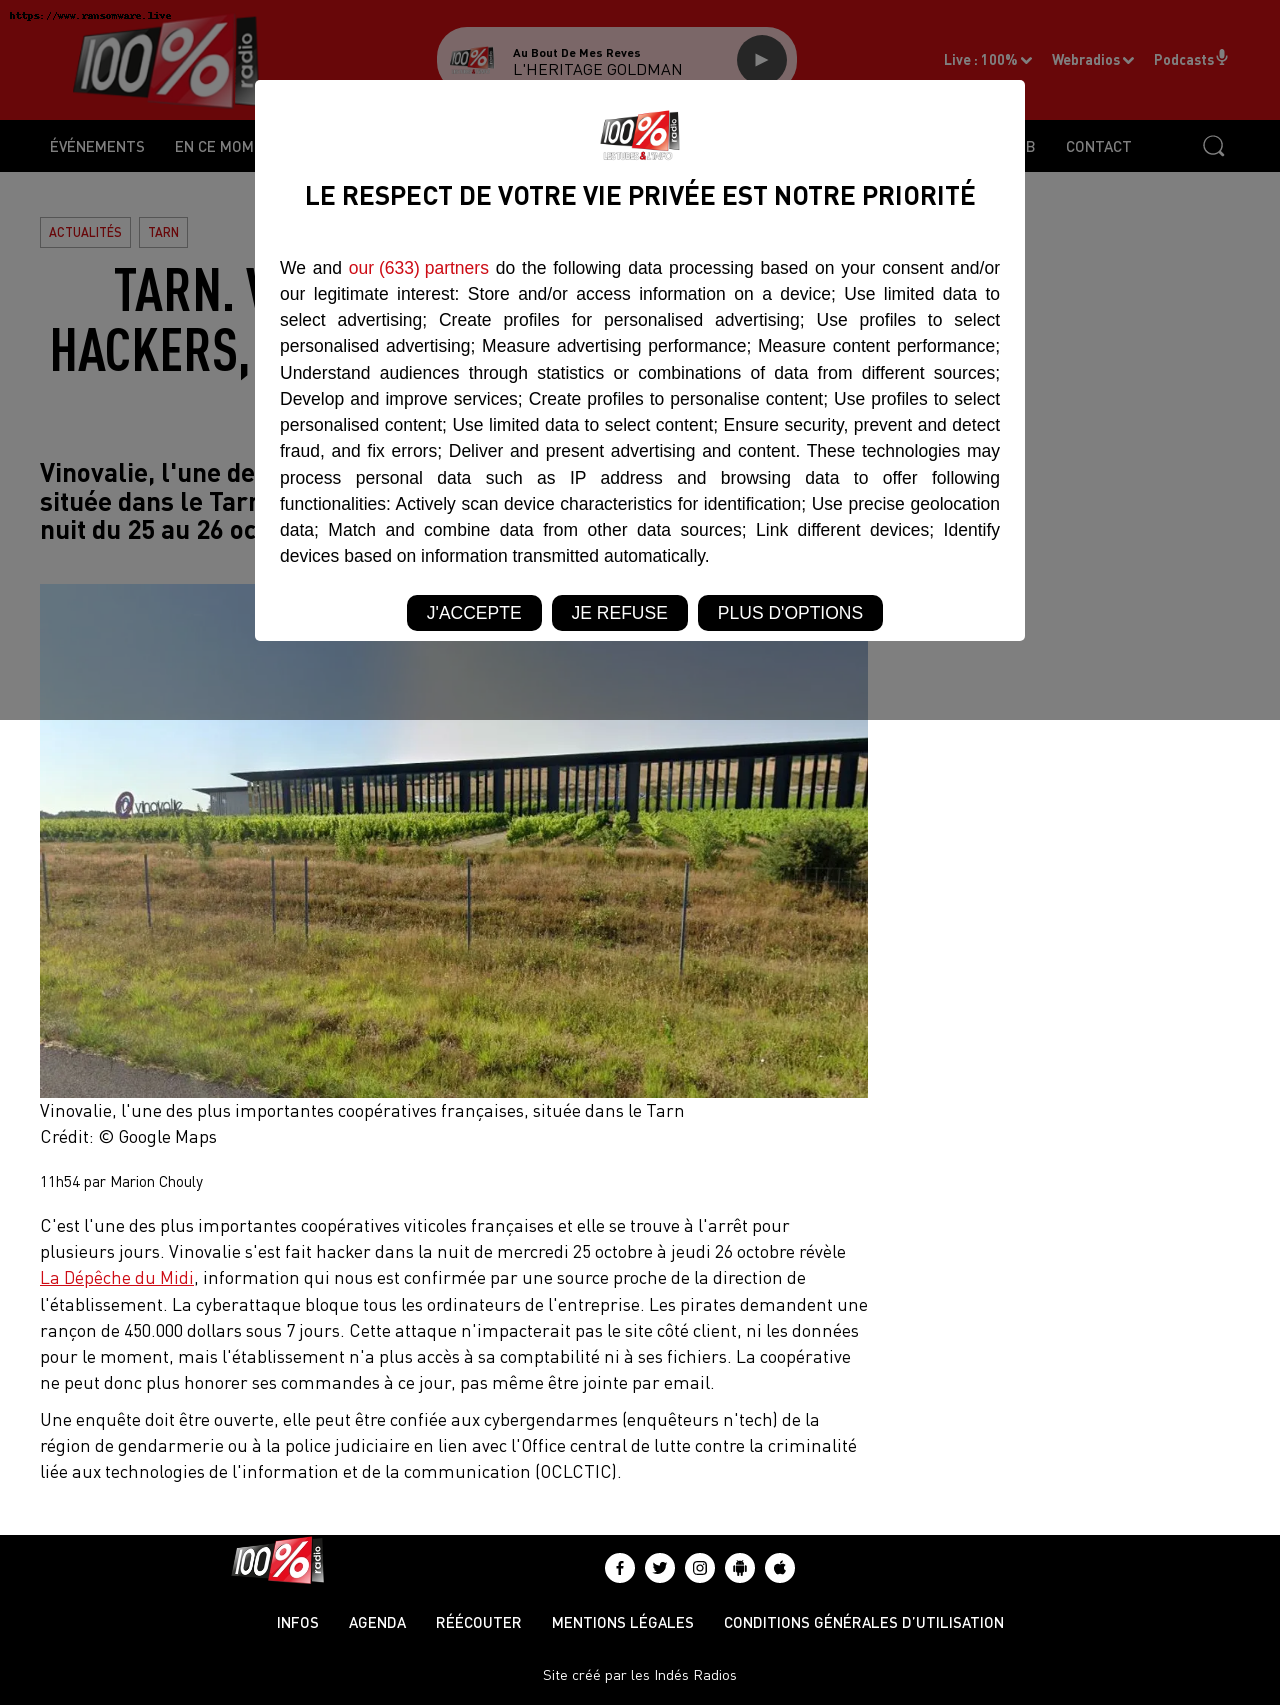 https://www.ransomware.live
100% radio
Au Bout De Mes Reves
L'HERITAGE GOLDMAN
Live : 100%
Webradios
Podcasts
ÉVÉNEMENTS
EN CE MOM
B
CONTACT
100% radio
LES TUBES & L'INFO
LE RESPECT DE VOTRE VIE PRIVÉE EST NOTRE PRIORITÉ
We and our (633) partners do the following data processing based on your consent and/or
our legitimate interest: Store and/or access information on a device; Use limited data to
select advertising; Create profiles for personalised advertising; Use profiles to select
personalised advertising; Measure advertising performance; Measure content performance;
Understand audiences through statistics or combinations of data from different sources;
Develop and improve services; Create profiles to personalise content; Use profiles to select
personalised content; Use limited data to select content; Ensure security, prevent and detect
fraud, and fix errors; Deliver and present advertising and content. These technologies may
process personal data such as IP address and browsing data to offer following
functionalities: Actively scan device characteristics for identification; Use precise geolocation
data; Match and combine data from other data sources; Link different devices; Identify
devices based on information transmitted automatically.
J'ACCEPTE
JE REFUSE
PLUS D'OPTIONS
ACTUALITÉS
TARN
TARN.
HACKERS,
Vinovalie, l'une de
située dans le Tarn
nuit du 25 au 26 oc
vinovalie
Vinovalie, l'une des plus importantes coopératives françaises, située dans le Tarn
Crédit: © Google Maps
11h54 par Marion Chouly
C'est l'une des plus importantes coopératives viticoles françaises et elle se trouve à l'arrêt pour
plusieurs jours. Vinovalie s'est fait hacker dans la nuit de mercredi 25 octobre à jeudi 26 octobre révèle
La Dépêche du Midi, information qui nous est confirmée par une source proche de la direction de
l'établissement. La cyberattaque bloque tous les ordinateurs de l'entreprise. Les pirates demandent une
rançon de 450.000 dollars sous 7 jours. Cette attaque n'impacterait pas le site côté client, ni les données
pour le moment, mais l'établissement n'a plus accès à sa comptabilité ni à ses fichiers. La coopérative
ne peut donc plus honorer ses commandes à ce jour, pas même être jointe par email.
Une enquête doit être ouverte, elle peut être confiée aux cybergendarmes (enquêteurs n'tech) de la
région de gendarmerie ou à la police judiciaire en lien avec l'Office central de lutte contre la criminalité
liée aux technologies de l'information et de la communication (OCLCTIC).
100% radio
INFOS
AGENDA
RÉÉCOUTER
MENTIONS LÉGALES
CONDITIONS GÉNÉRALES D'UTILISATION
Site créé par les Indés Radios